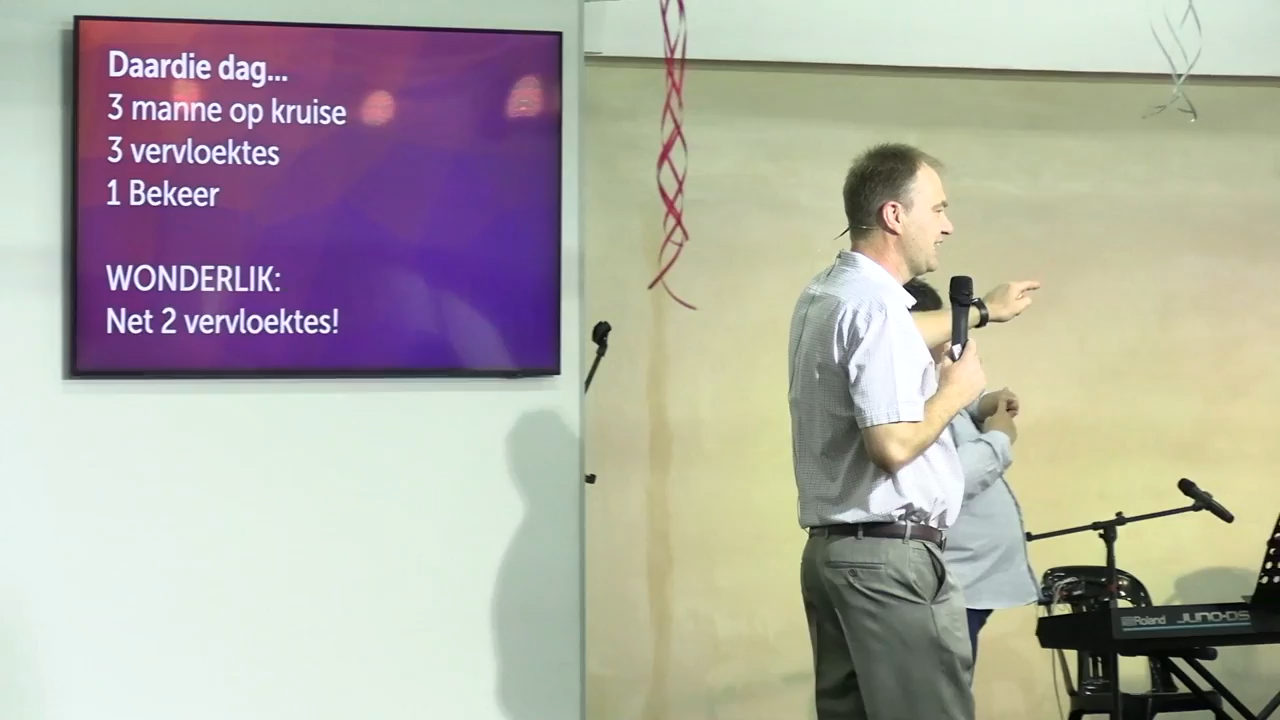 Daardie dag...
3 manne op kruise
3 vervloektes
1 Bekeer
WONDERLIK:
Net 2 vervloektes!
Roland JUNO-DS